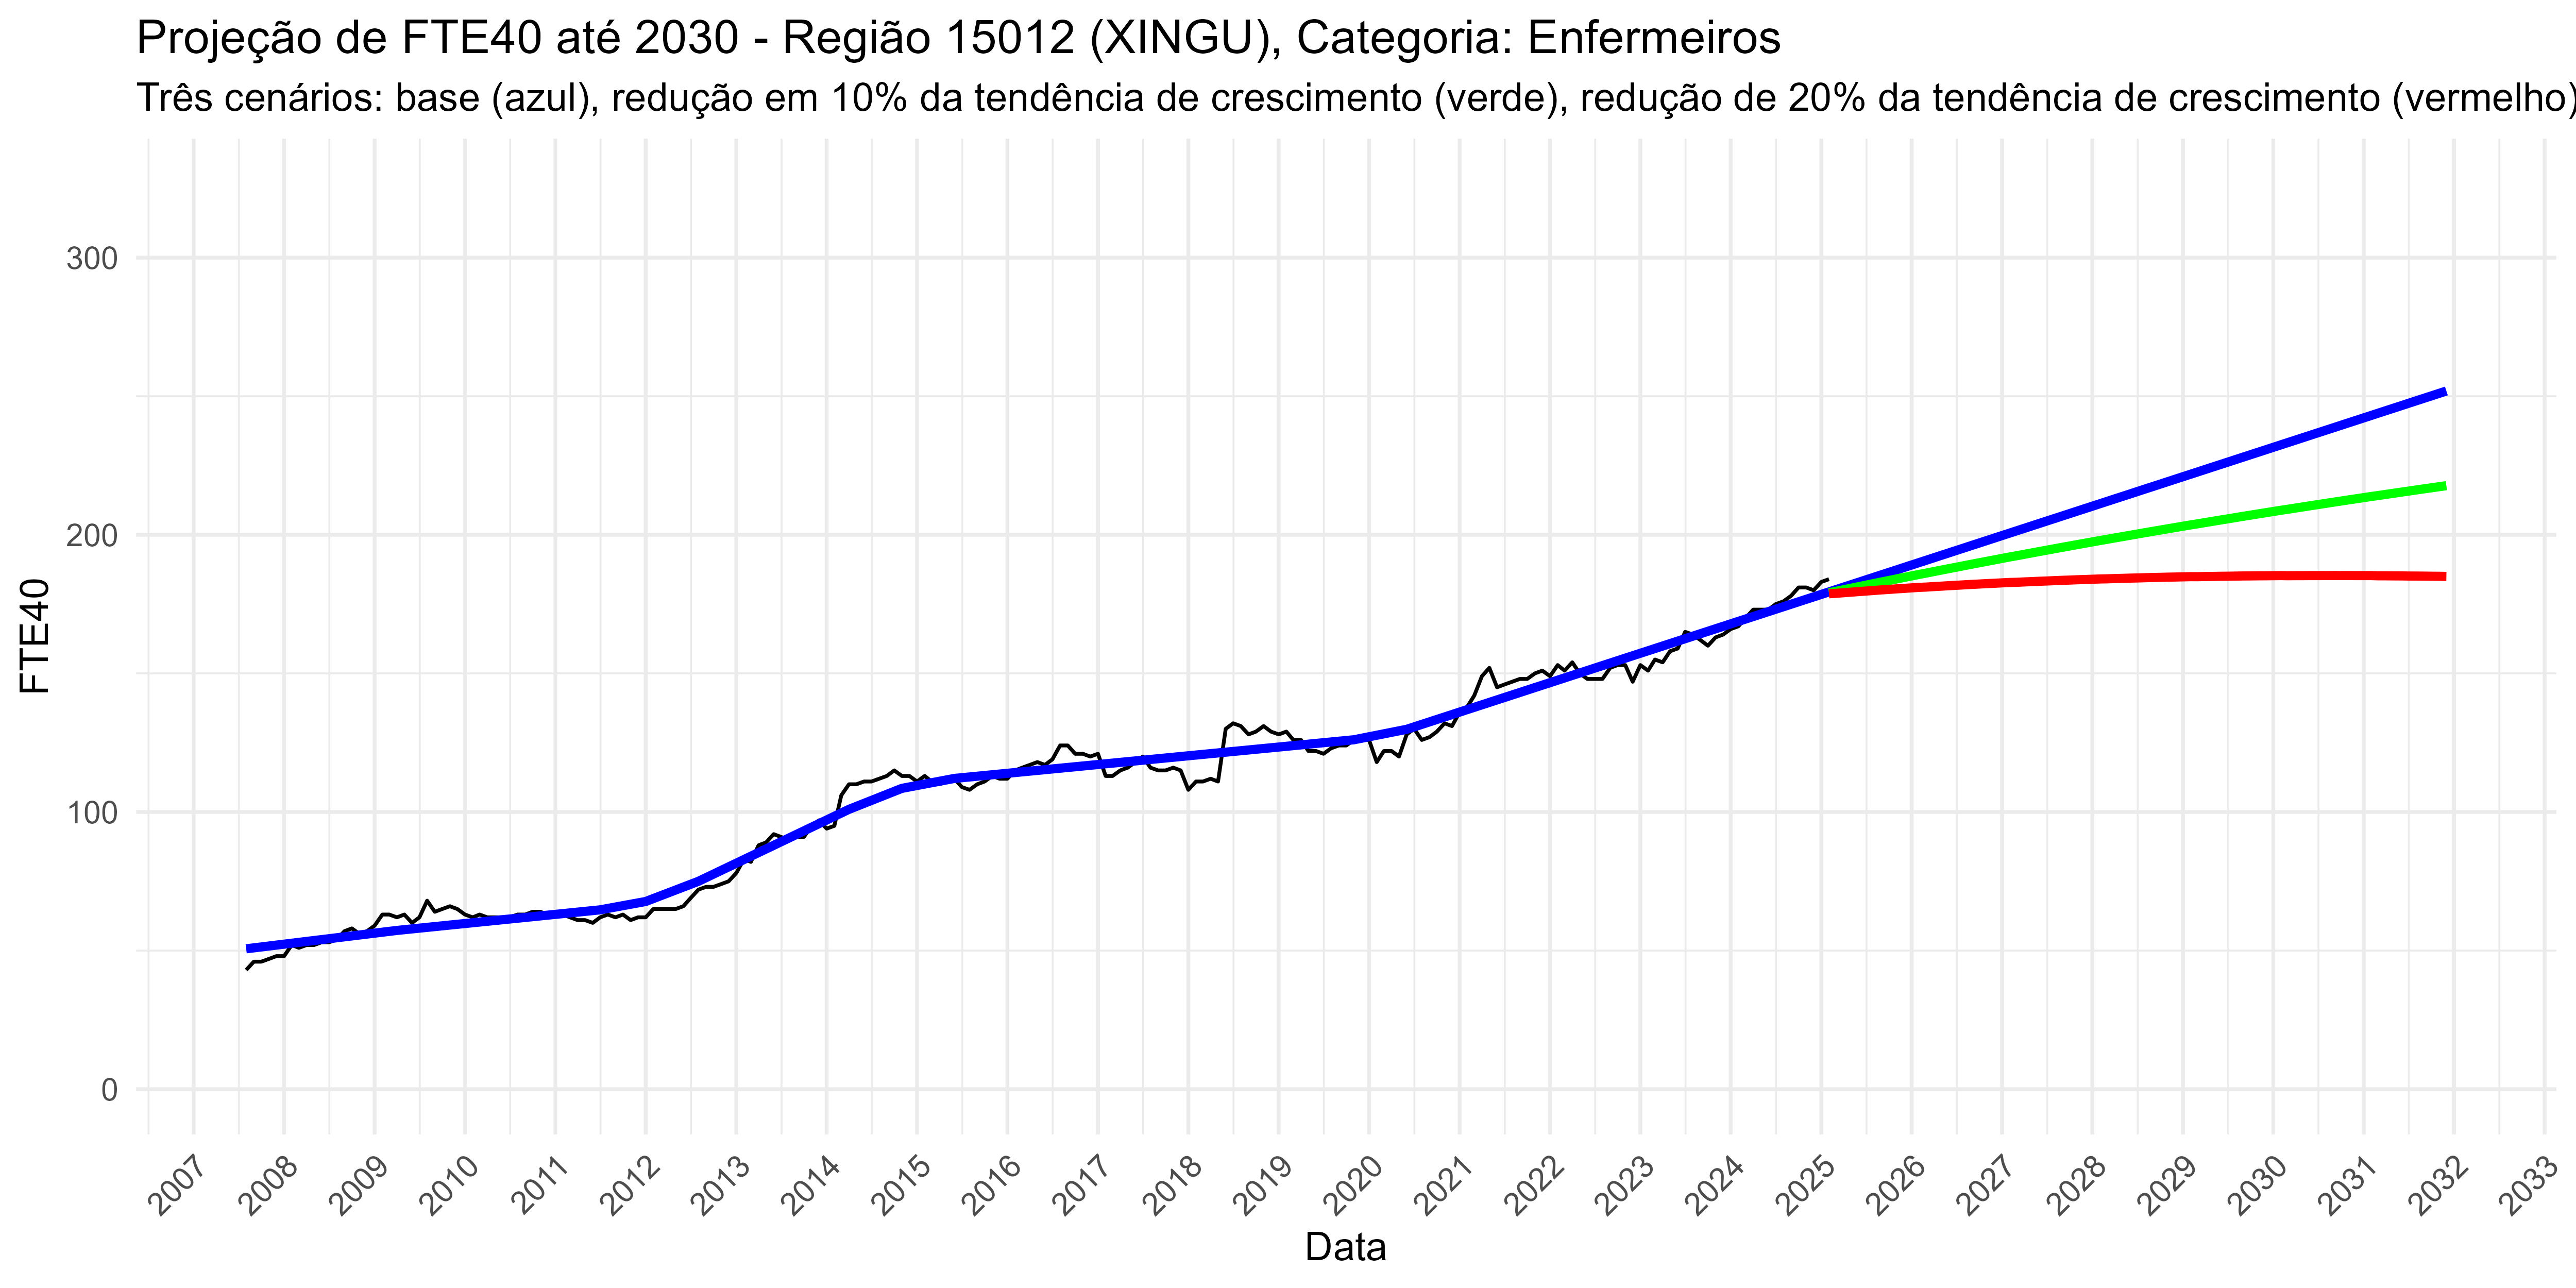 Projeção de FTE40 até 2030 - Região 15012 (XINGU), Categoria: Enfermeiros
Três cenários: base (azul), redução em 10% da tendência de crescimento (verde), redução de 20% da tendência de crescimento (vermelho)
300
200
100
0
FTE40
2007 2008 2009 2010 2011 2012 2013 2014 2015 2016 2017 2018 2019 2020 2021 2022 2023 2024 2025 2026 2027 2028 2029 2030 2031 2032 2033
Data